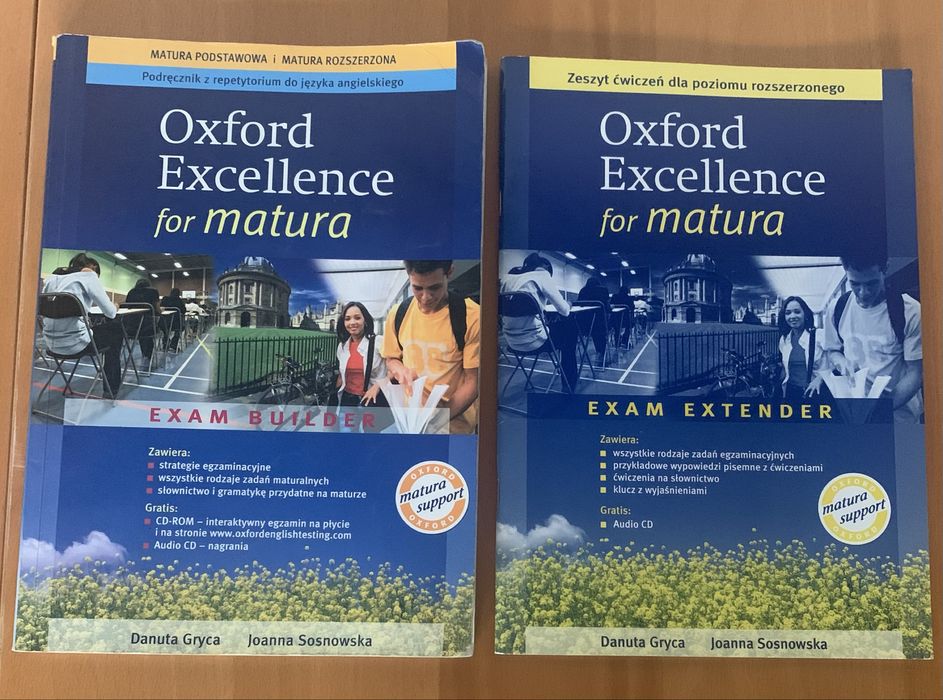 MATURA PODSTAWOWA i MATURA ROZSZERZONA
Podręcznik z repetytorium do języka angielskiego
Oxford
Excellence
for matura
EXAM BUILDER
Zawiera:
strategie egzaminacyjne
wszystkie rodzaje zadań maturalnych
słownictwo i gramatykę przydatne na maturze
Gratis:
CD-ROM – interaktywny egzamin na płycie
i na stronie www.oxfordenglishtesting.com
Audio CD – nagrania
OXFORD
matura
support
OXFORD
Danuta Gryca Joanna Sosnowska
Zeszyt ćwiczeń dla poziomu rozszerzonego
Oxford
Excellence
for matura
EXAM EXTENDER
Zawiera:
wszystkie rodzaje zadań egzaminacyjnych
przykładowe wypowiedzi pisemne z ćwiczeniami
ćwiczenia na słownictwo
klucz z wyjaśnieniami
Gratis:
Audio CD
OXFORD
matura
support
OXFORD
Danuta Gryca Joanna Sosnowska